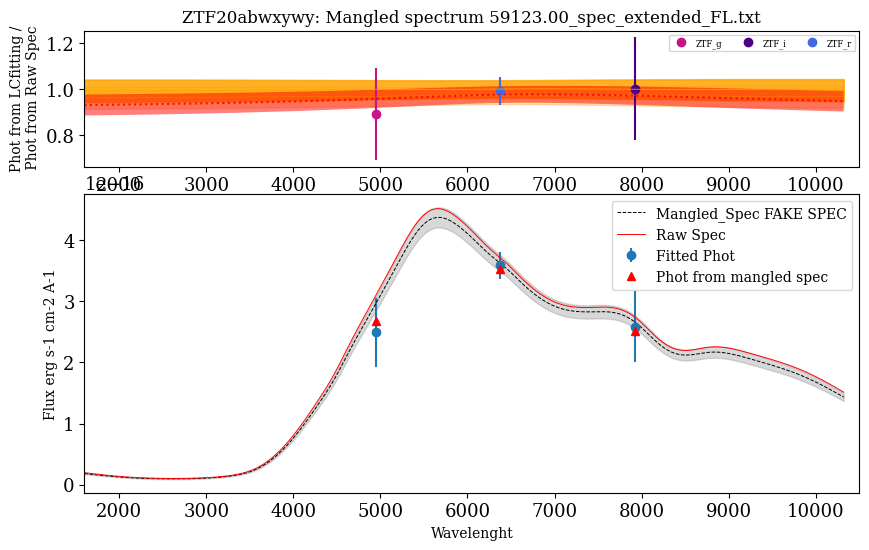 ZTF20abwxywy: Mangled spectrum 59123.00_spec_extended_FL.txt
Phot from LCfitting /
Phot from Raw Spec
1.2
1.0
0.8
ZTF_g ZTF_i ZTF_r
2000 3000 4000 5000 6000 7000 8000 9000 10000
1e−16
Flux erg s-1 cm-2 A-1
4
3
2
1
0
Mangled_Spec FAKE SPEC
Raw Spec
Fitted Phot
Phot from mangled spec
2000 3000 4000 5000 6000 7000 8000 9000 10000
Wavelenght